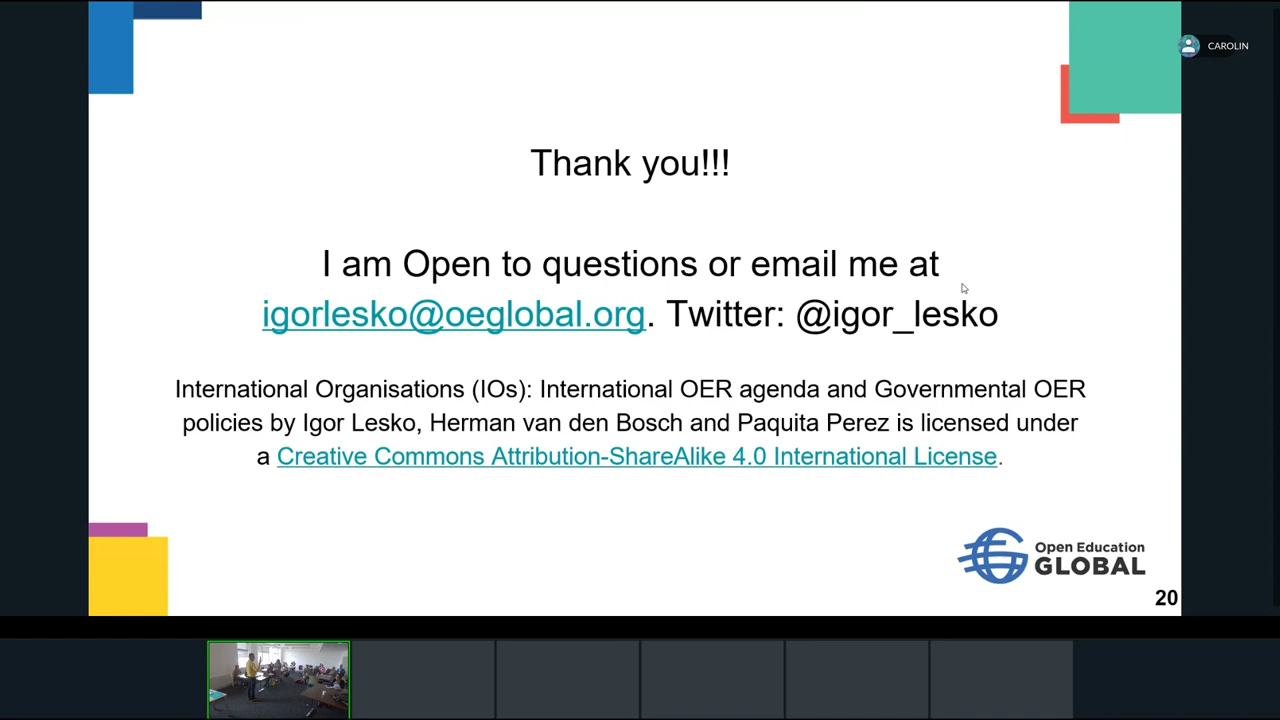 CAROLIN
Thank you!!!
I am Open to questions or email me at
igorlesko@oeglobal.org. Twitter: @igor_lesko
International Organisations (IOs): International OER agenda and Governmental OER
policies by Igor Lesko, Herman van den Bosch and Paquita Perez is licensed under
a Creative Commons Attribution-ShareAlike 4.0 International License.
Open Education
GLOBAL
20